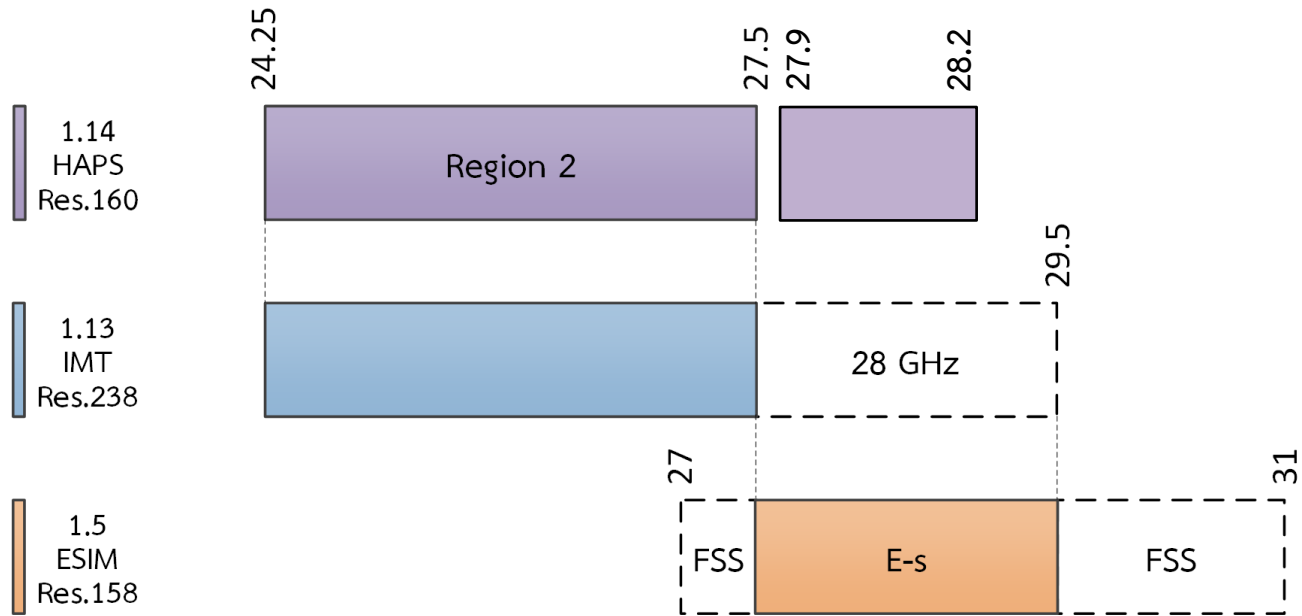 24.25
27.5
27.9
28.2
1.14
HAPS
Res.160
Region 2
29.5
1.13
IMT
Res.238
28 GHz
27
31
1.5
ESIM
Res.158
FSS
E-s
FSS